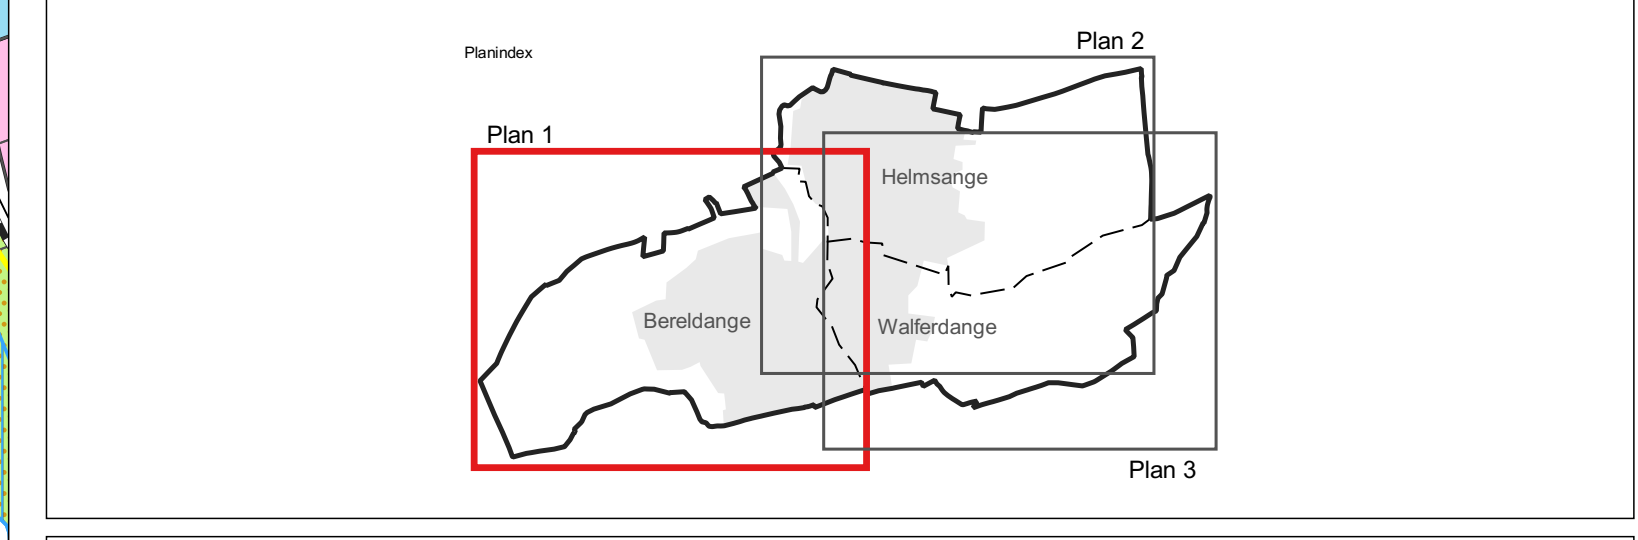 Plan 2
Planindex
Plan 1
Helmsange
Bereldange
Walferdange
Plan 3